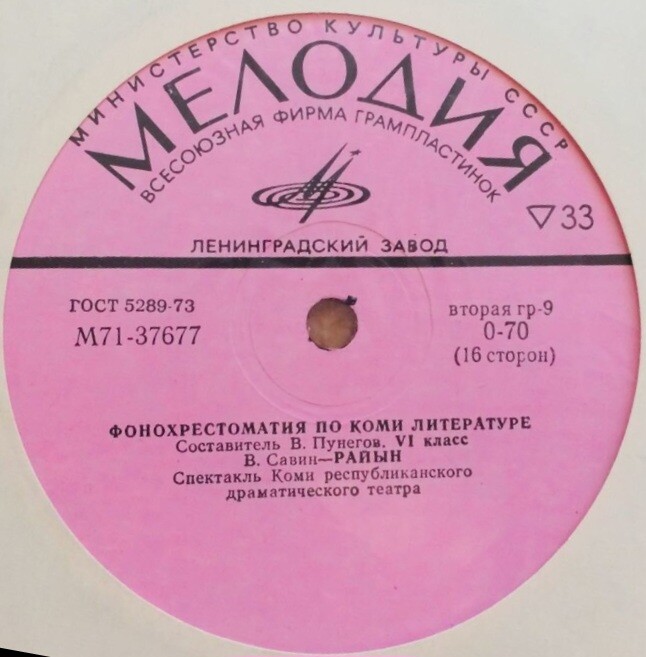 МИНИСТЕРСТВО КУЛЬТУРЫ СССР
МЕЛОДИЯ
ВСЕСОЮЗНАЯ ФИРМА ГРАМПЛАСТИНОК
▽33
ЛЕНИНГРАДСКИЙ ЗАВОД
ГОСТ 5289-73
М71-37677
вторая гр-9
0-70
(16 сторон)
ФОНОХРЕСТОМАТИЯ ПО КОМИ ЛИТЕРАТУРЕ
Составитель В. Пунегов. VI класс
В. Савин—РАЙЫН
Спектакль Коми республиканского
драматического театра